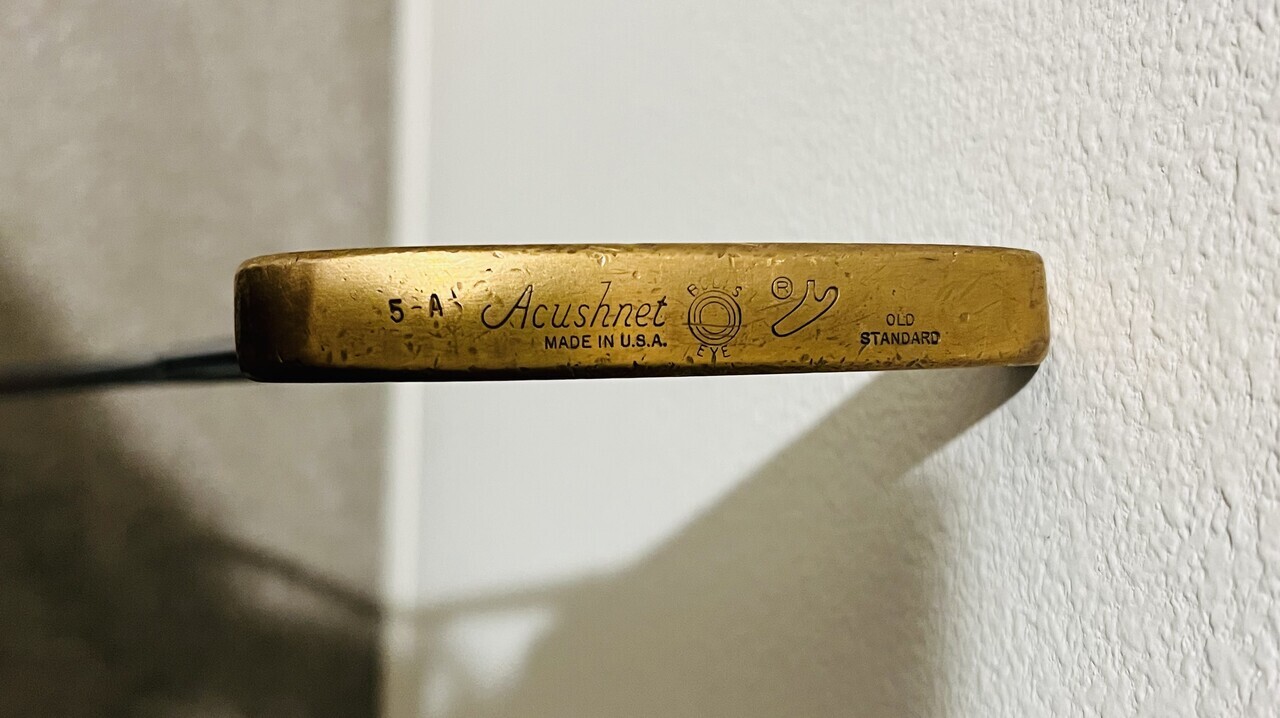 5-A
Acushnet
MADE IN U.S.A.
BULLS
EYE
®
OLD
STANDARD